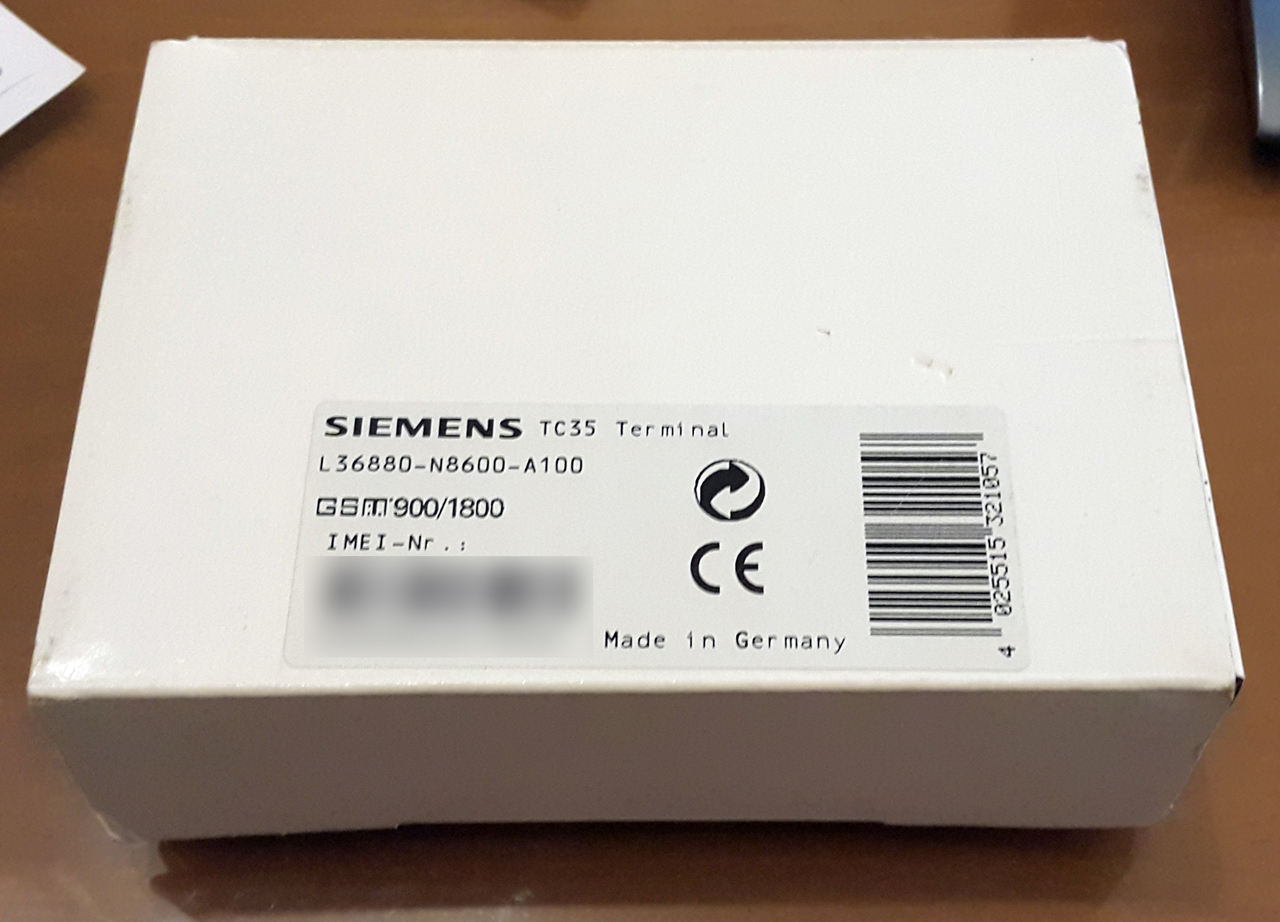 SIEMENS TC35 Terminal
L36880-N8600-A100
GSM 900/1800
IMEI-Nr.:
CE
Made in Germany
4 025515 321057